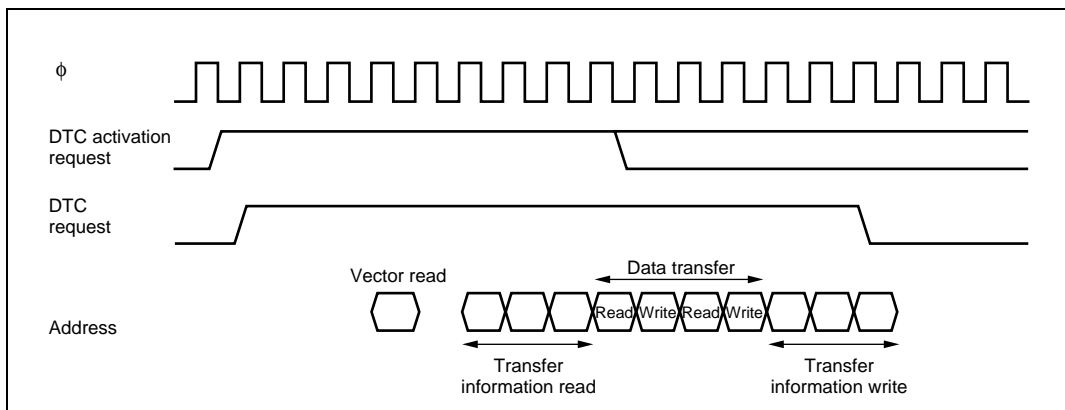 φ
DTC activation
request
DTC
request
Vector read
Data transfer
Address
Read Write Read Write
Transfer
information read
Transfer
information write